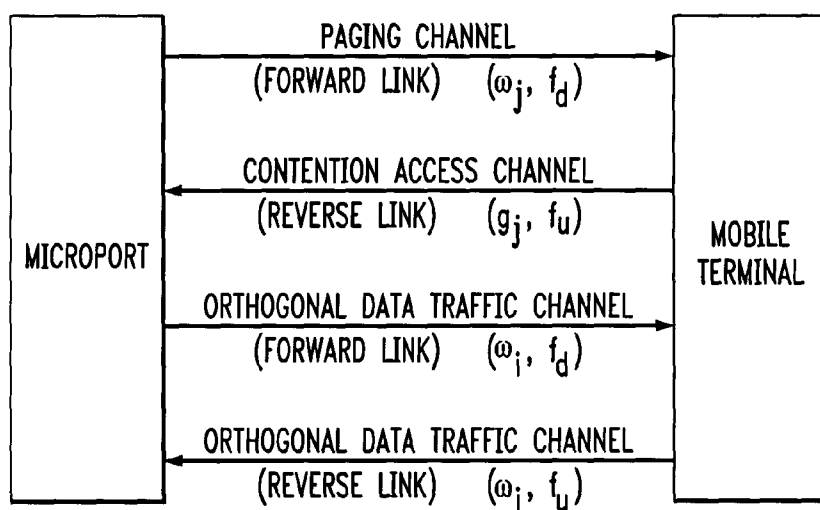 PAGING CHANNEL
(FORWARD LINK) (ωj, fd)
CONTENTION ACCESS CHANNEL
(REVERSE LINK) (gj, fu)
MICROPORT
MOBILE
TERMINAL
ORTHOGONAL DATA TRAFFIC CHANNEL
(FORWARD LINK) (ωi, fd)
ORTHOGONAL DATA TRAFFIC CHANNEL
(REVERSE LINK) (ωi, fu)